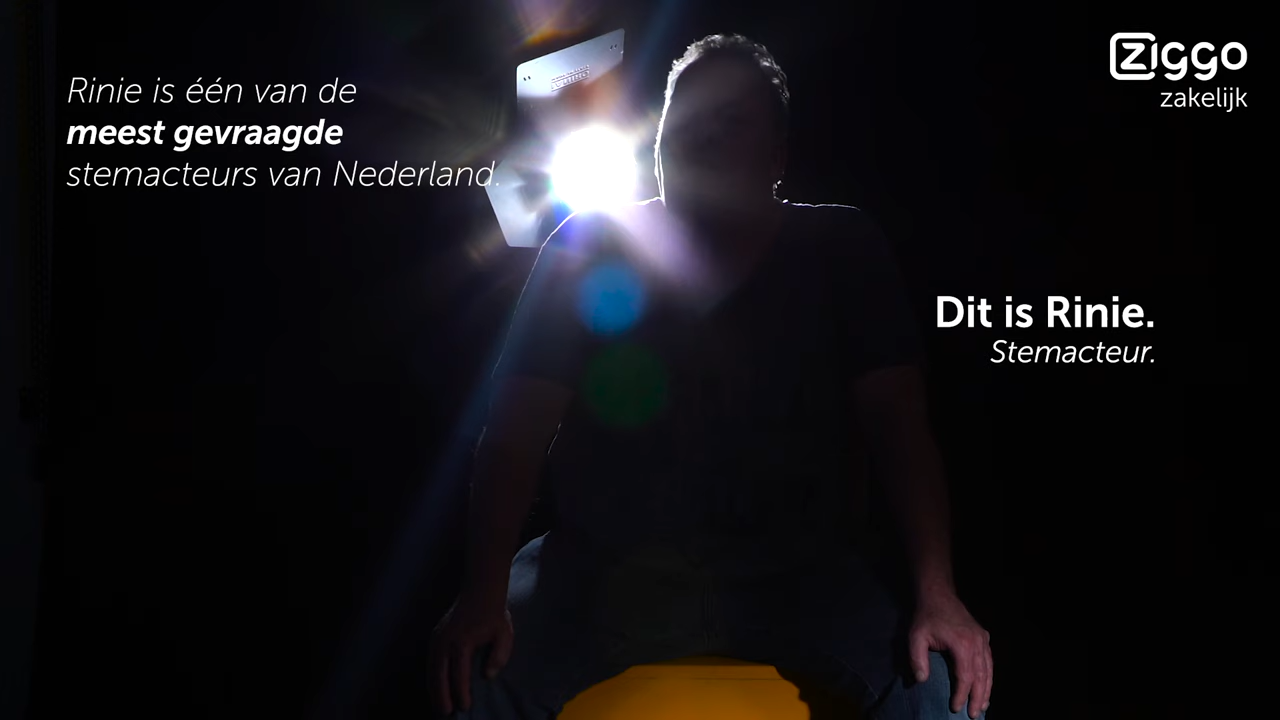 Rinie is één van de
meest gevraagde
stemacteurs van Nederland.
Ziggo
zakelijk
Dit is Rinie.
Stemacteur.